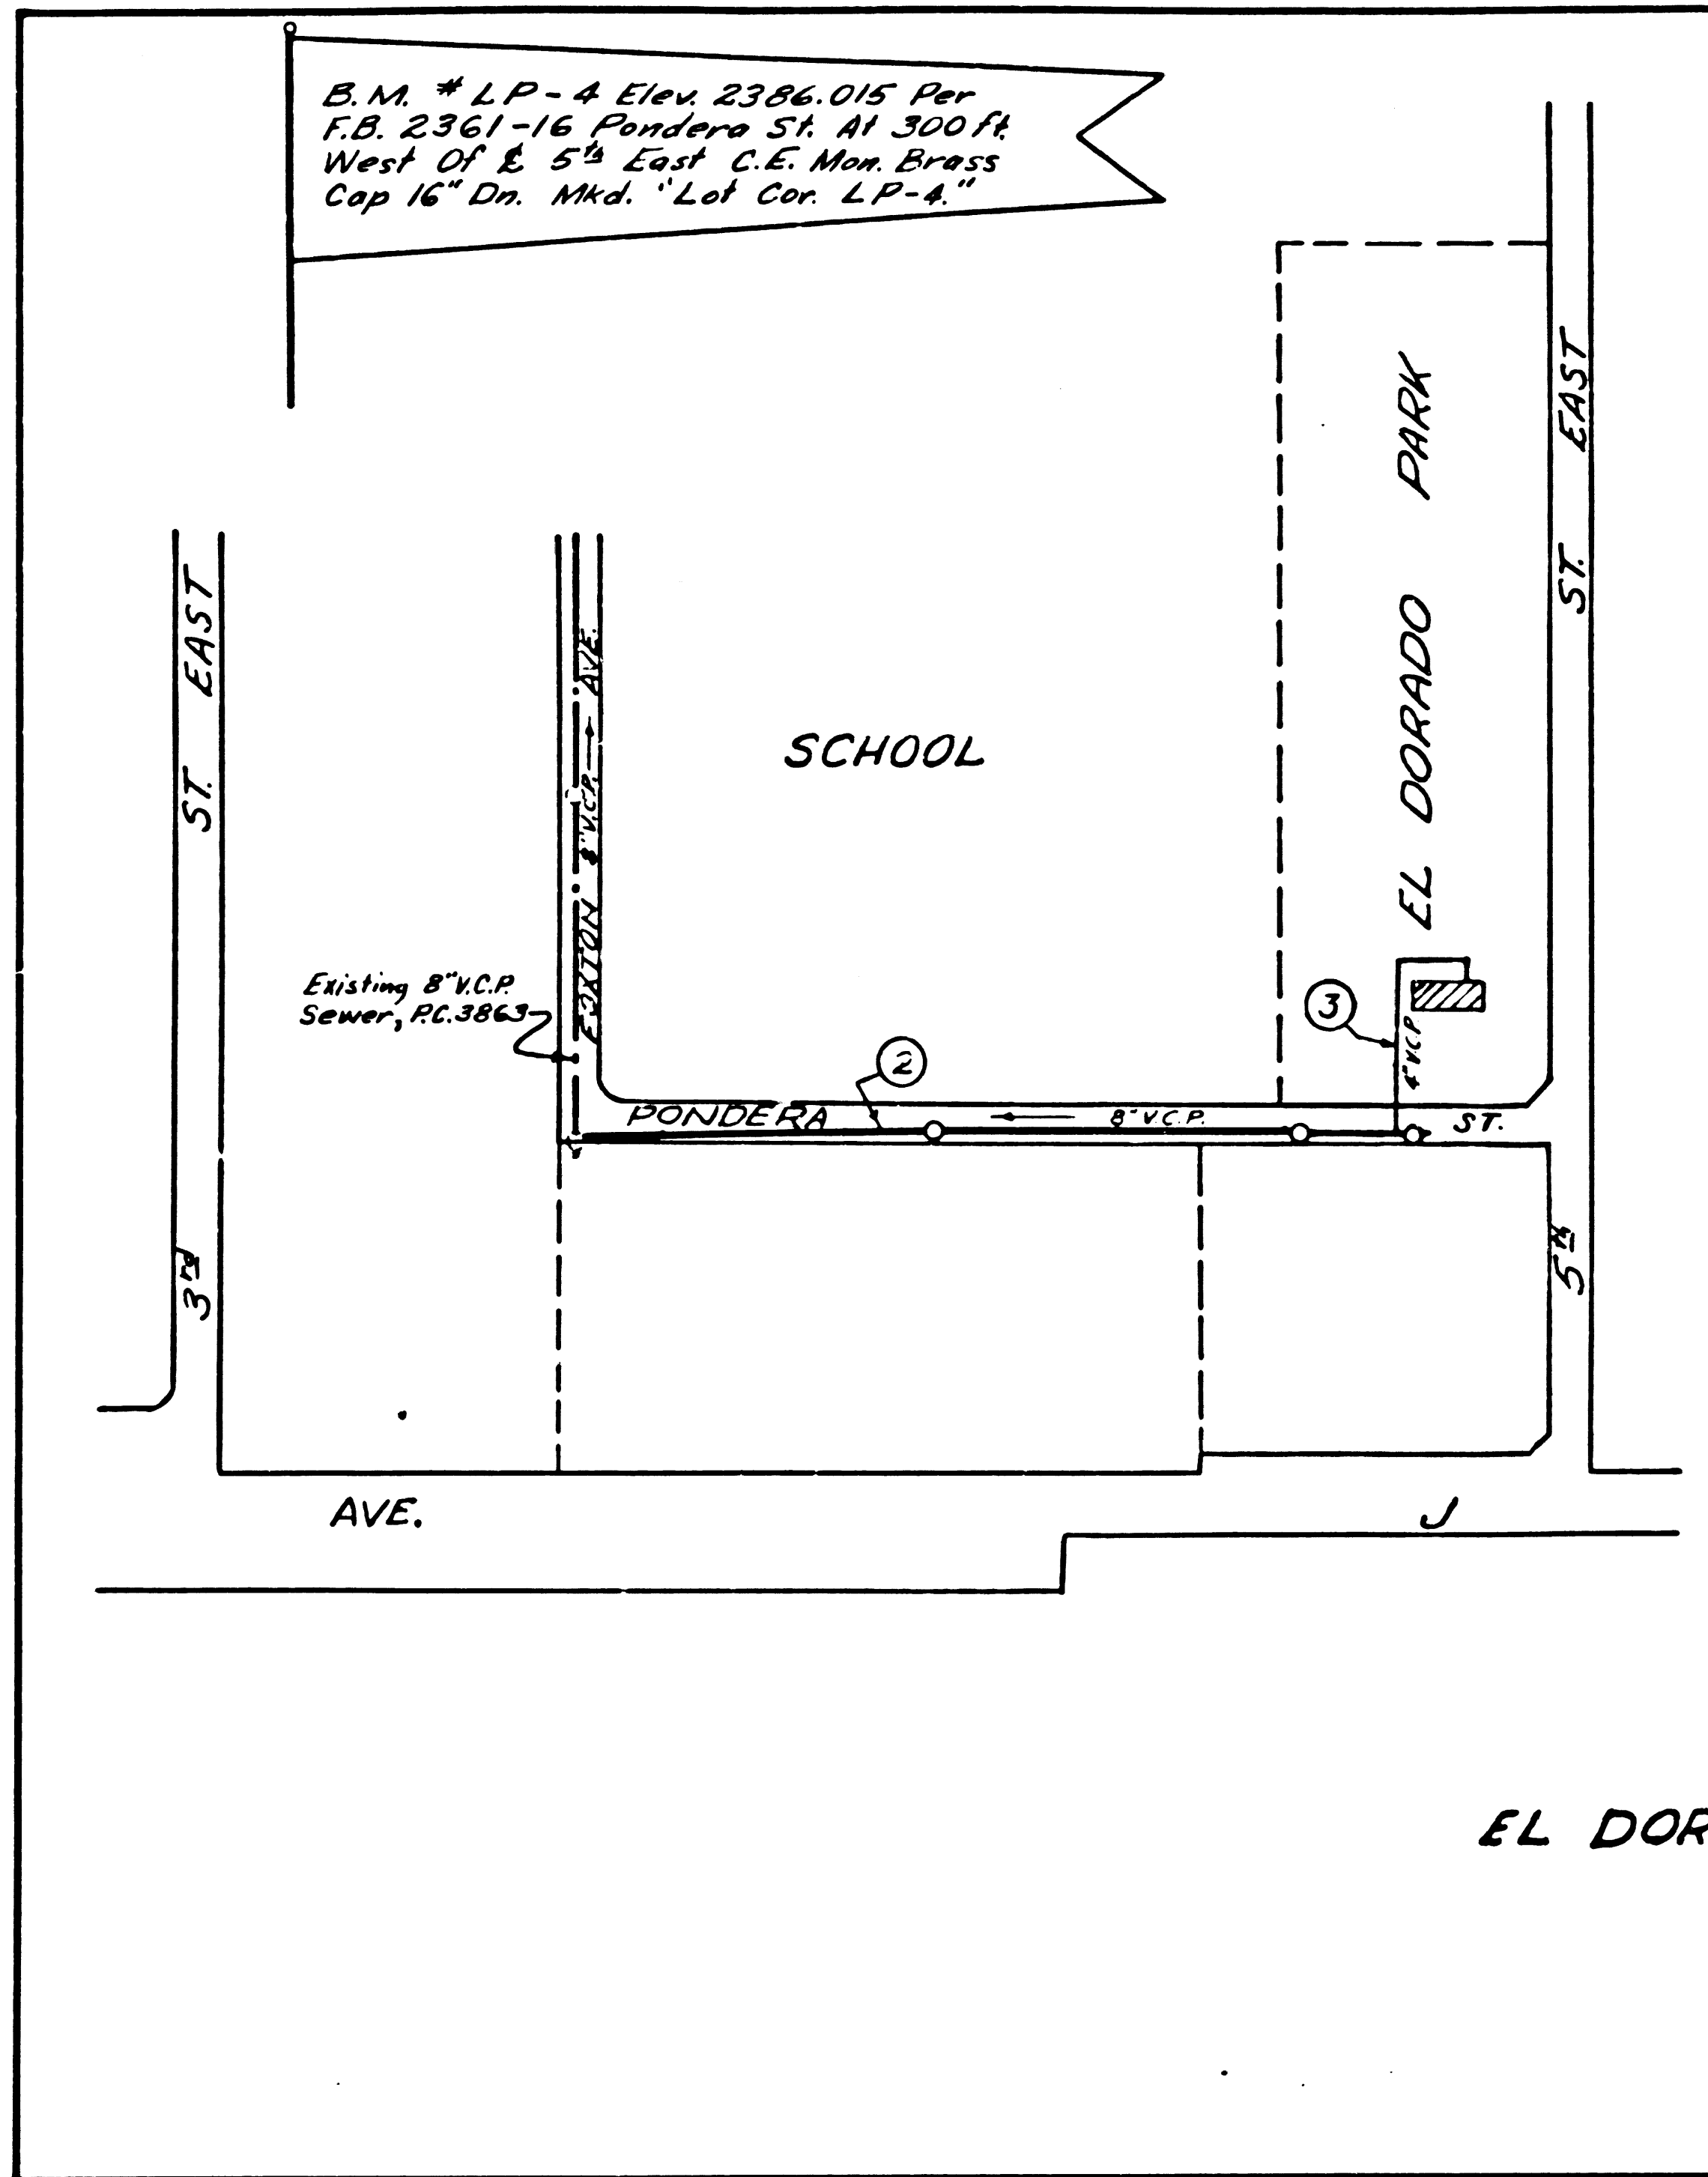 B.M. # LP-4 Elev. 2386.015 Per
F.B. 2361-16 Pondera St. At 300 ft.
West Of ℄ 5th East C.E. Mon. Brass
Cap 16" Dn. Mkd. "Lot Cor. LP-4."
3rd ST. EAST
Existing 8" V.C.P.
Sewer, P.C. 3863
8" V.C.P. AVE.
SCHOOL
EL DORADO PARK
5th ST. EAST
2
3
4" V.C.P.
PONDERA 8" V.C.P. ST.
AVE. J
EL DOR